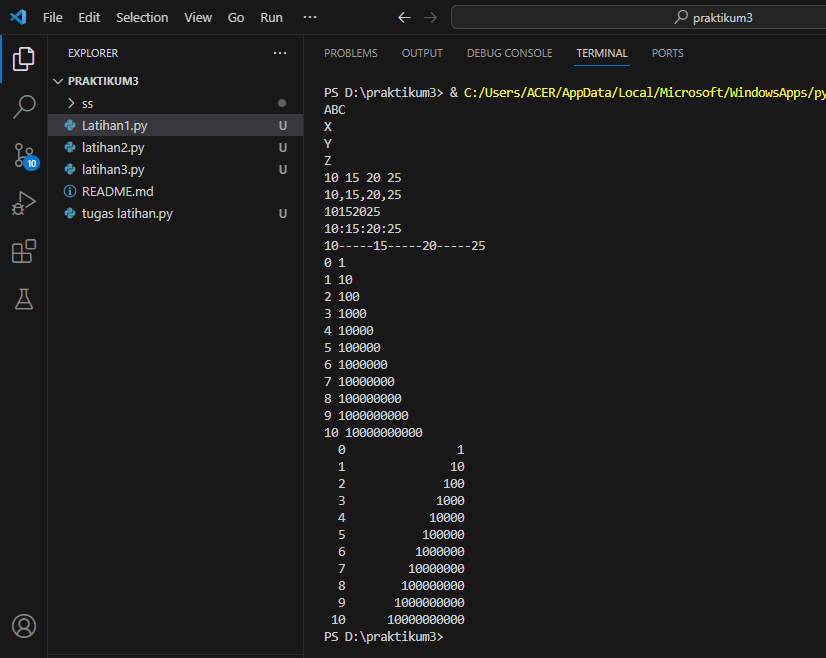 File Edit Selection View Go Run ···
praktikum3
EXPLORER ···
PRAKTIKUM3
ss
Latihan1.py U
latihan2.py U
latihan3.py U
README.md
tugas latihan.py U
10
PROBLEMS OUTPUT DEBUG CONSOLE TERMINAL PORTS
PS D:\praktikum3> & C:/Users/ACER/AppData/Local/Microsoft/WindowsApps/py
ABC
X
Y
Z
10 15 20 25
10,15,20,25
10152025
10:15:20:25
10-----15-----20-----25
0 1
1 10
2 100
3 1000
4 10000
5 100000
6 1000000
7 10000000
8 100000000
9 1000000000
10 10000000000
  0                1
  1               10
  2              100
  3             1000
  4            10000
  5           100000
  6          1000000
  7         10000000
  8        100000000
  9       1000000000
 10      10000000000
PS D:\praktikum3>